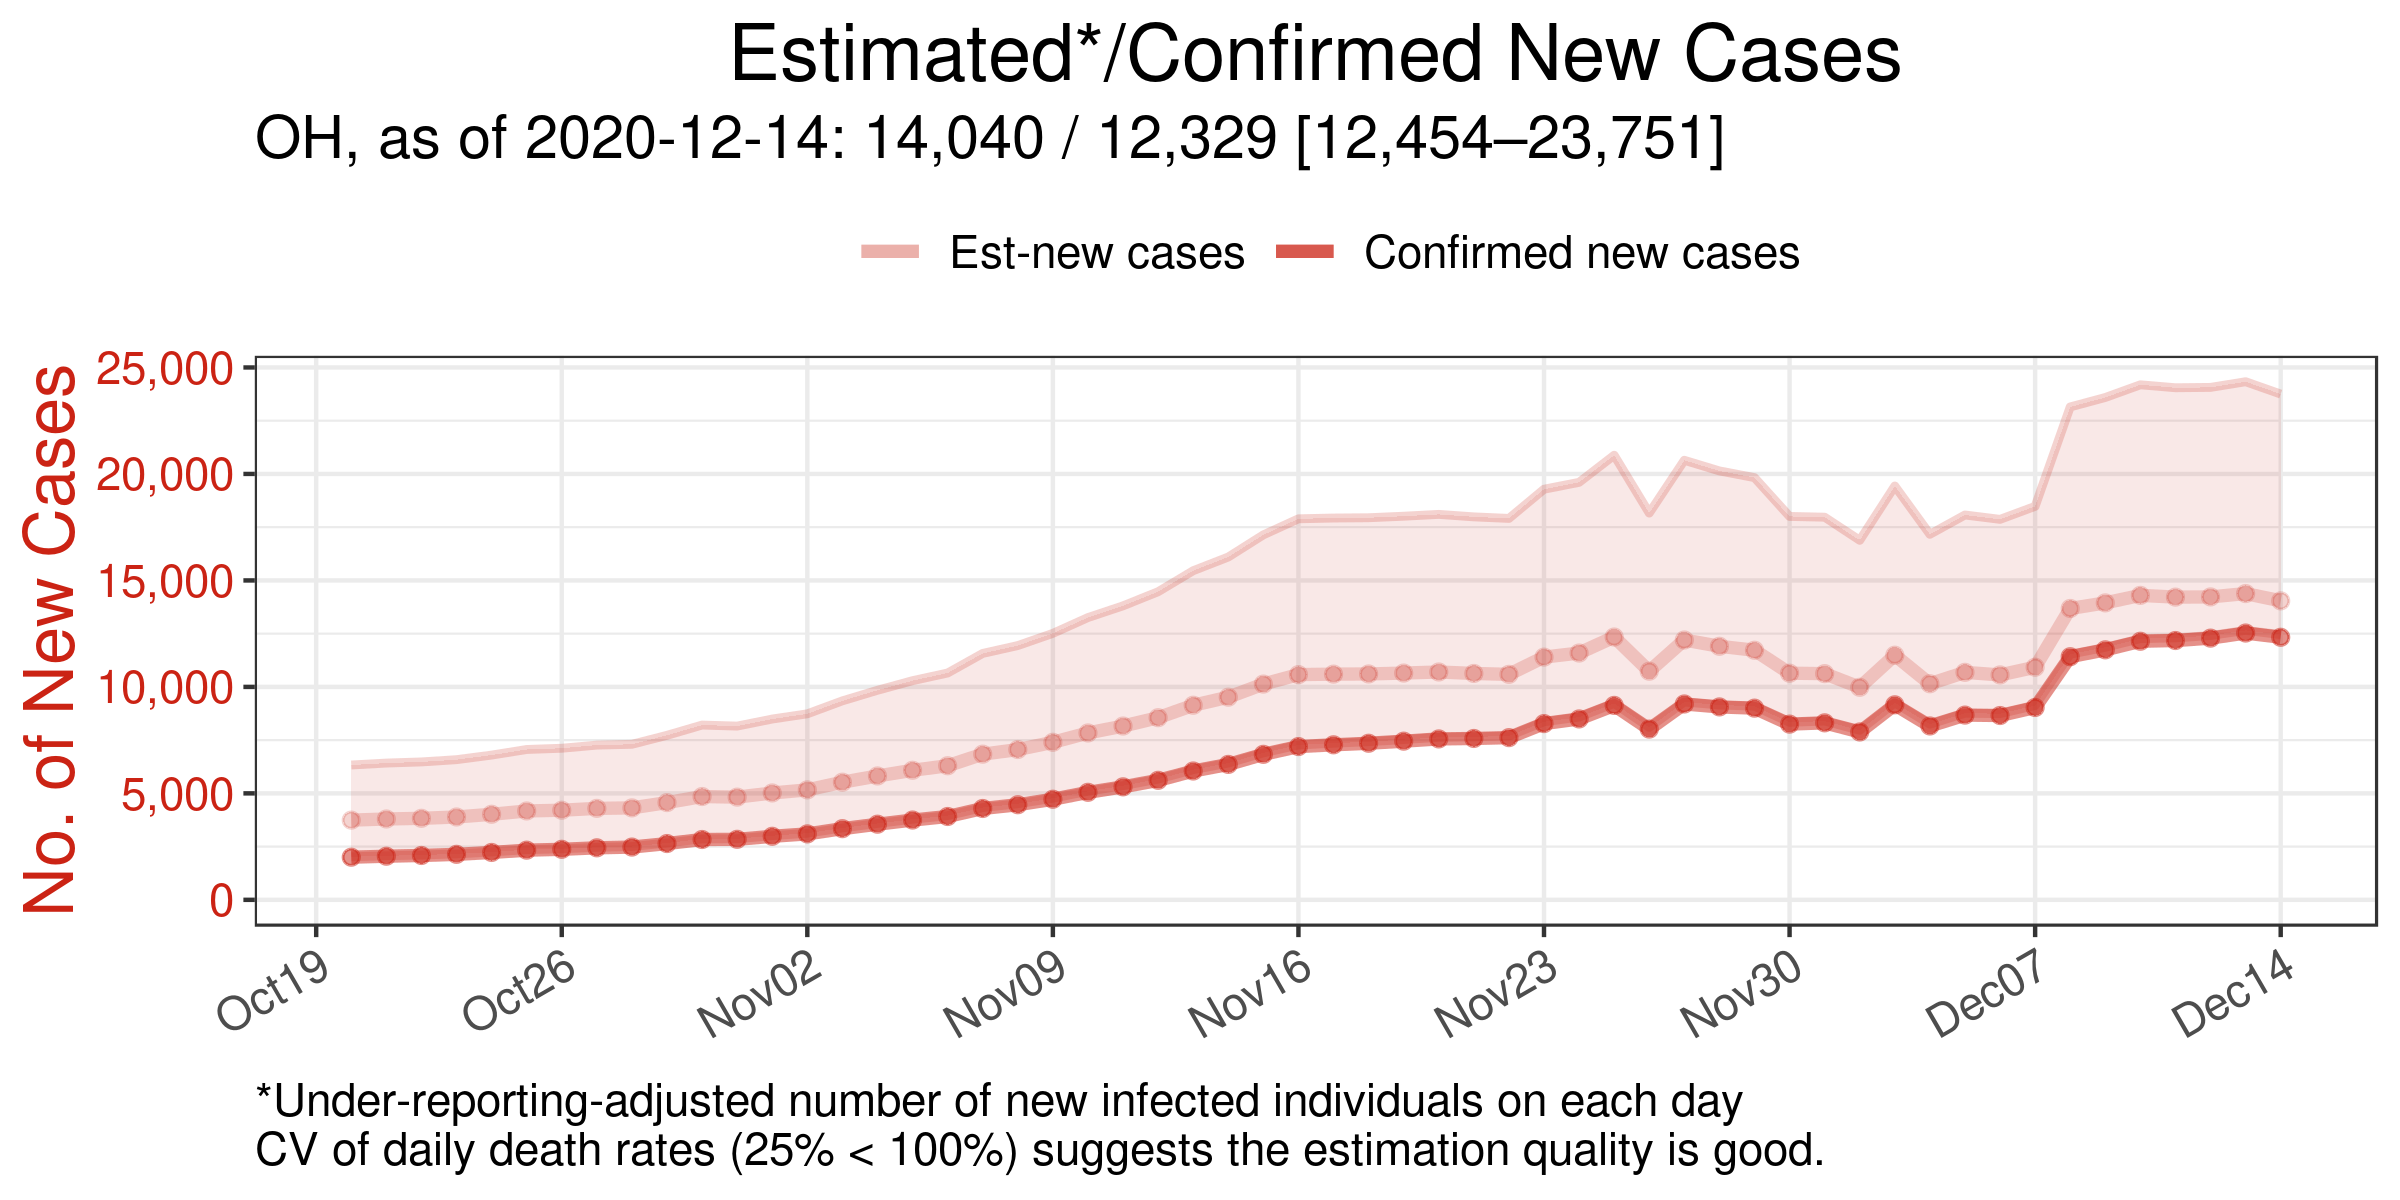 Estimated*/Confirmed New Cases
OH, as of 2020-12-14: 14,040 / 12,329 [12,454–23,751]
Est-new cases
Confirmed new cases
No. of New Cases
25,000
20,000
15,000
10,000
5,000
0
Oct19
Oct26
Nov02
Nov09
Nov16
Nov23
Nov30
Dec07
Dec14
*Under-reporting-adjusted number of new infected individuals on each day
CV of daily death rates (25% < 100%) suggests the estimation quality is good.